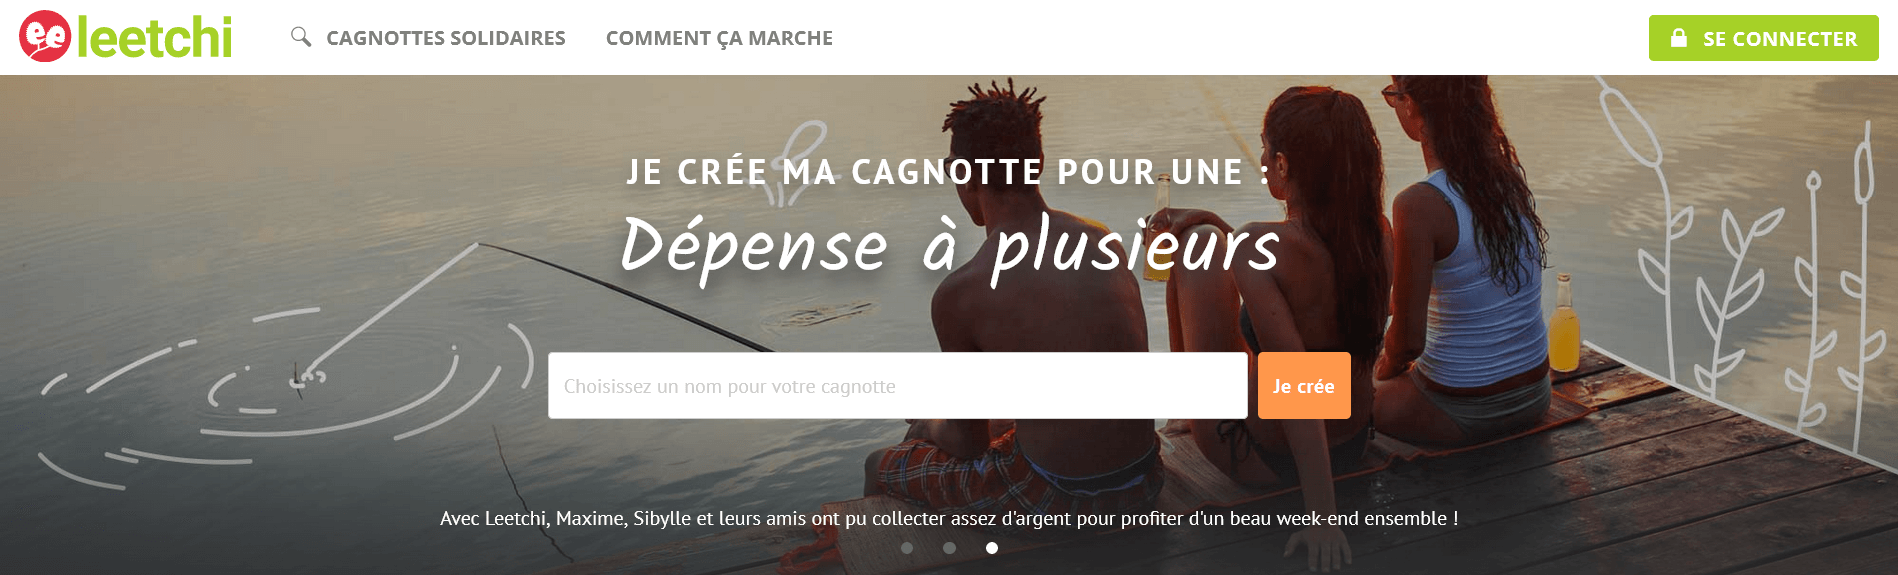 leetchi
CAGNOTTES SOLIDAIRES
COMMENT ÇA MARCHE
SE CONNECTER
JE CRÉE MA CAGNOTTE POUR UNE :
Dépense à plusieurs
Choisissez un nom pour votre cagnotte
Je crée
Avec Leetchi, Maxime, Sibylle et leurs amis ont pu collecter assez d'argent pour profiter d'un beau week-end ensemble !